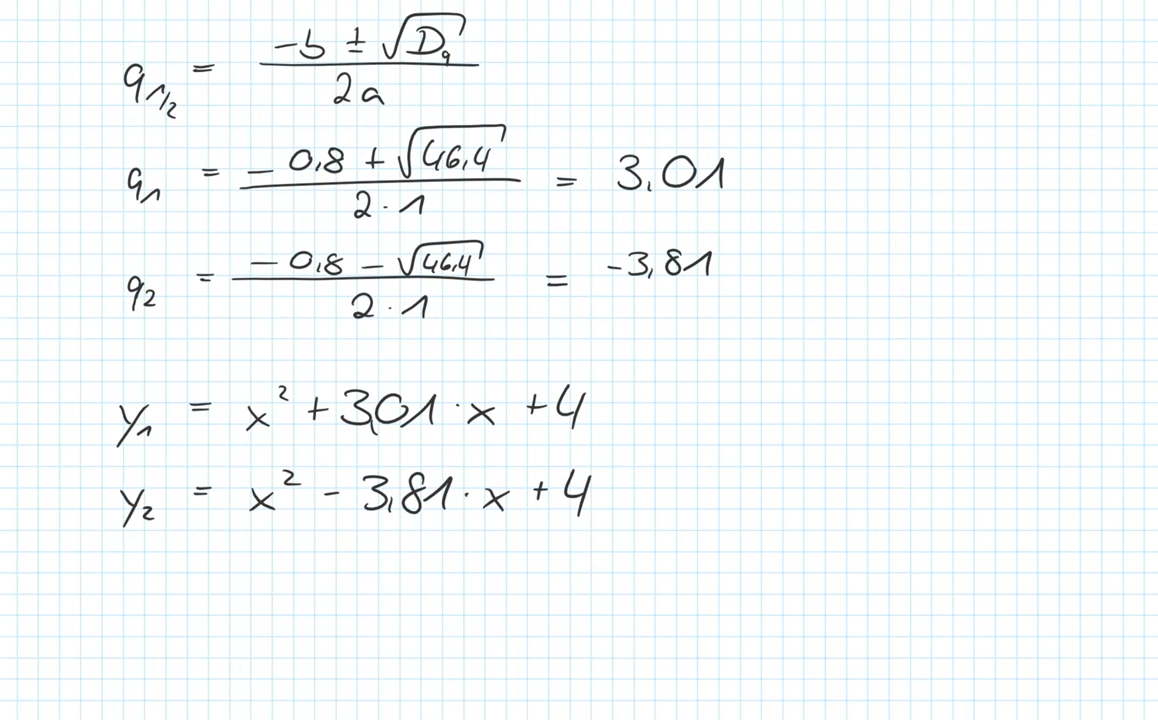 q₁/₂ = (-b ± √D_q) / 2a
q₁ = (-0,8 + √46,4) / (2 · 1) = 3,01
q₂ = (-0,8 - √46,4) / (2 · 1) = -3,81
y₁ = x² + 3,01 · x + 4
y₂ = x² - 3,81 · x + 4